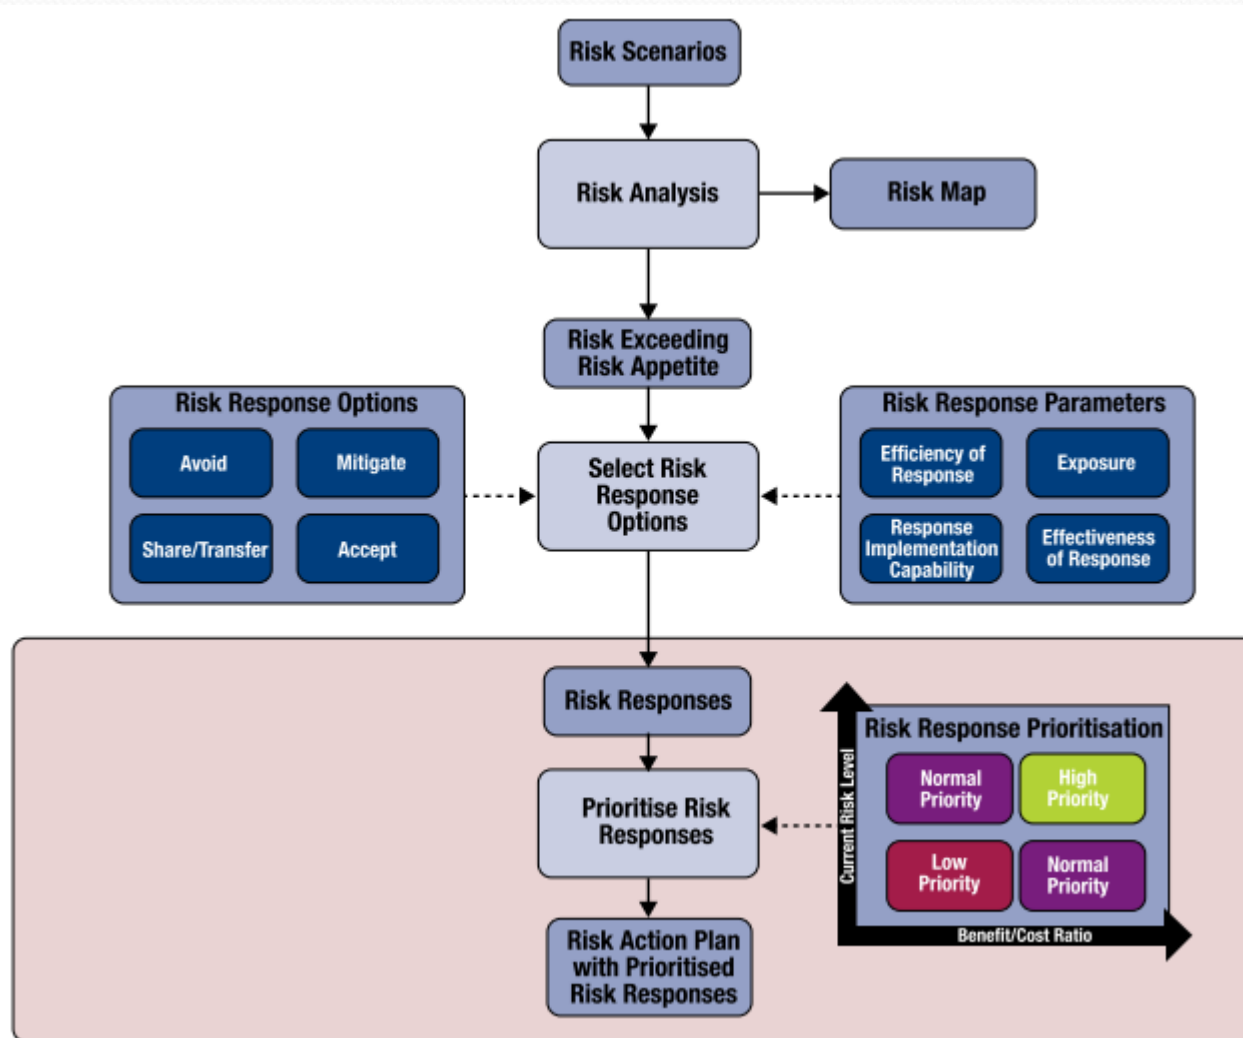 Risk Scenarios
Risk Analysis
Risk Map
Risk Exceeding
Risk Appetite
Risk Response Options
Avoid
Mitigate
Share/Transfer
Accept
Select Risk
Response
Options
Risk Response Parameters
Efficiency of
Response
Exposure
Response
Implementation
Capability
Effectiveness
of Response
Risk Responses
Prioritise Risk
Responses
Risk Response Prioritisation
Current Risk Level
Normal
Priority
High
Priority
Low
Priority
Normal
Priority
Benefit/Cost Ratio
Risk Action Plan
with Prioritised
Risk Responses